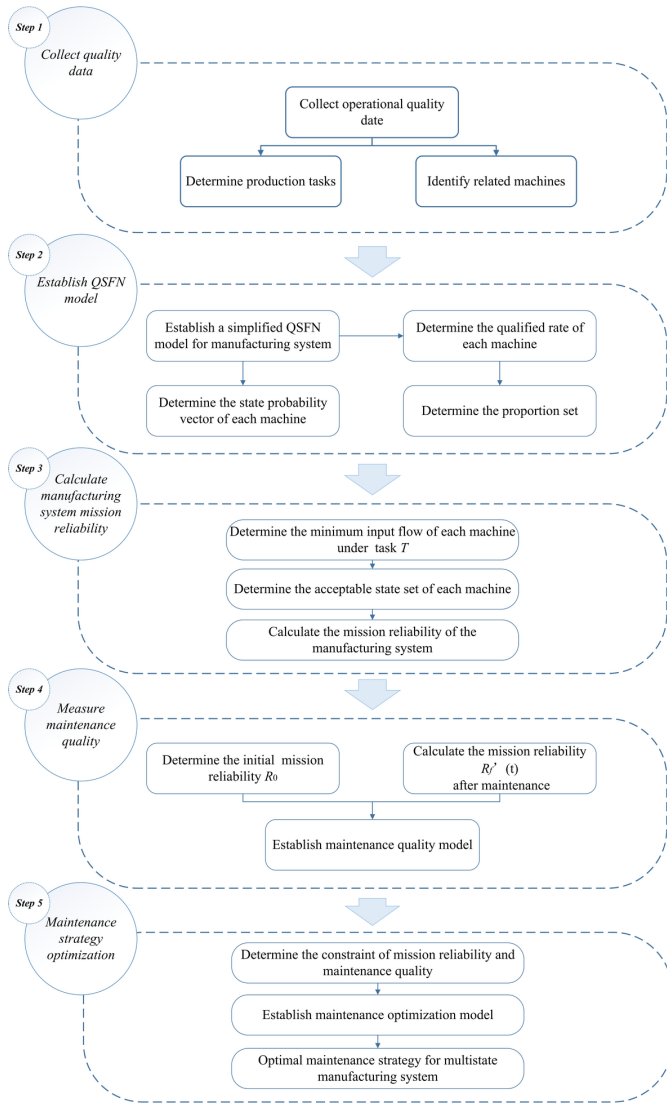 Step 1
Collect quality
data
Collect operational quality
date
Determine production tasks
Identify related machines
Step 2
Establish QSFN
model
Establish a simplified QSFN
model for manufacturing system
Determine the qualified rate of
each machine
Determine the state probability
vector of each machine
Determine the proportion set
Step 3
Calculate
manufacturing
system mission
reliability
Determine the minimum input flow of each machine
under task T
Determine the acceptable state set of each machine
Calculate the mission reliability of the
manufacturing system
Step 4
Measure
maintenance
quality
Determine the initial mission
reliability R0
Calculate the mission reliability
Rf’ (t)
after maintenance
Establish maintenance quality model
Step 5
Maintenance
strategy
optimization
Determine the constraint of mission reliability and
maintenance quality
Establish maintenance optimization model
Optimal maintenance strategy for multistate
manufacturing system